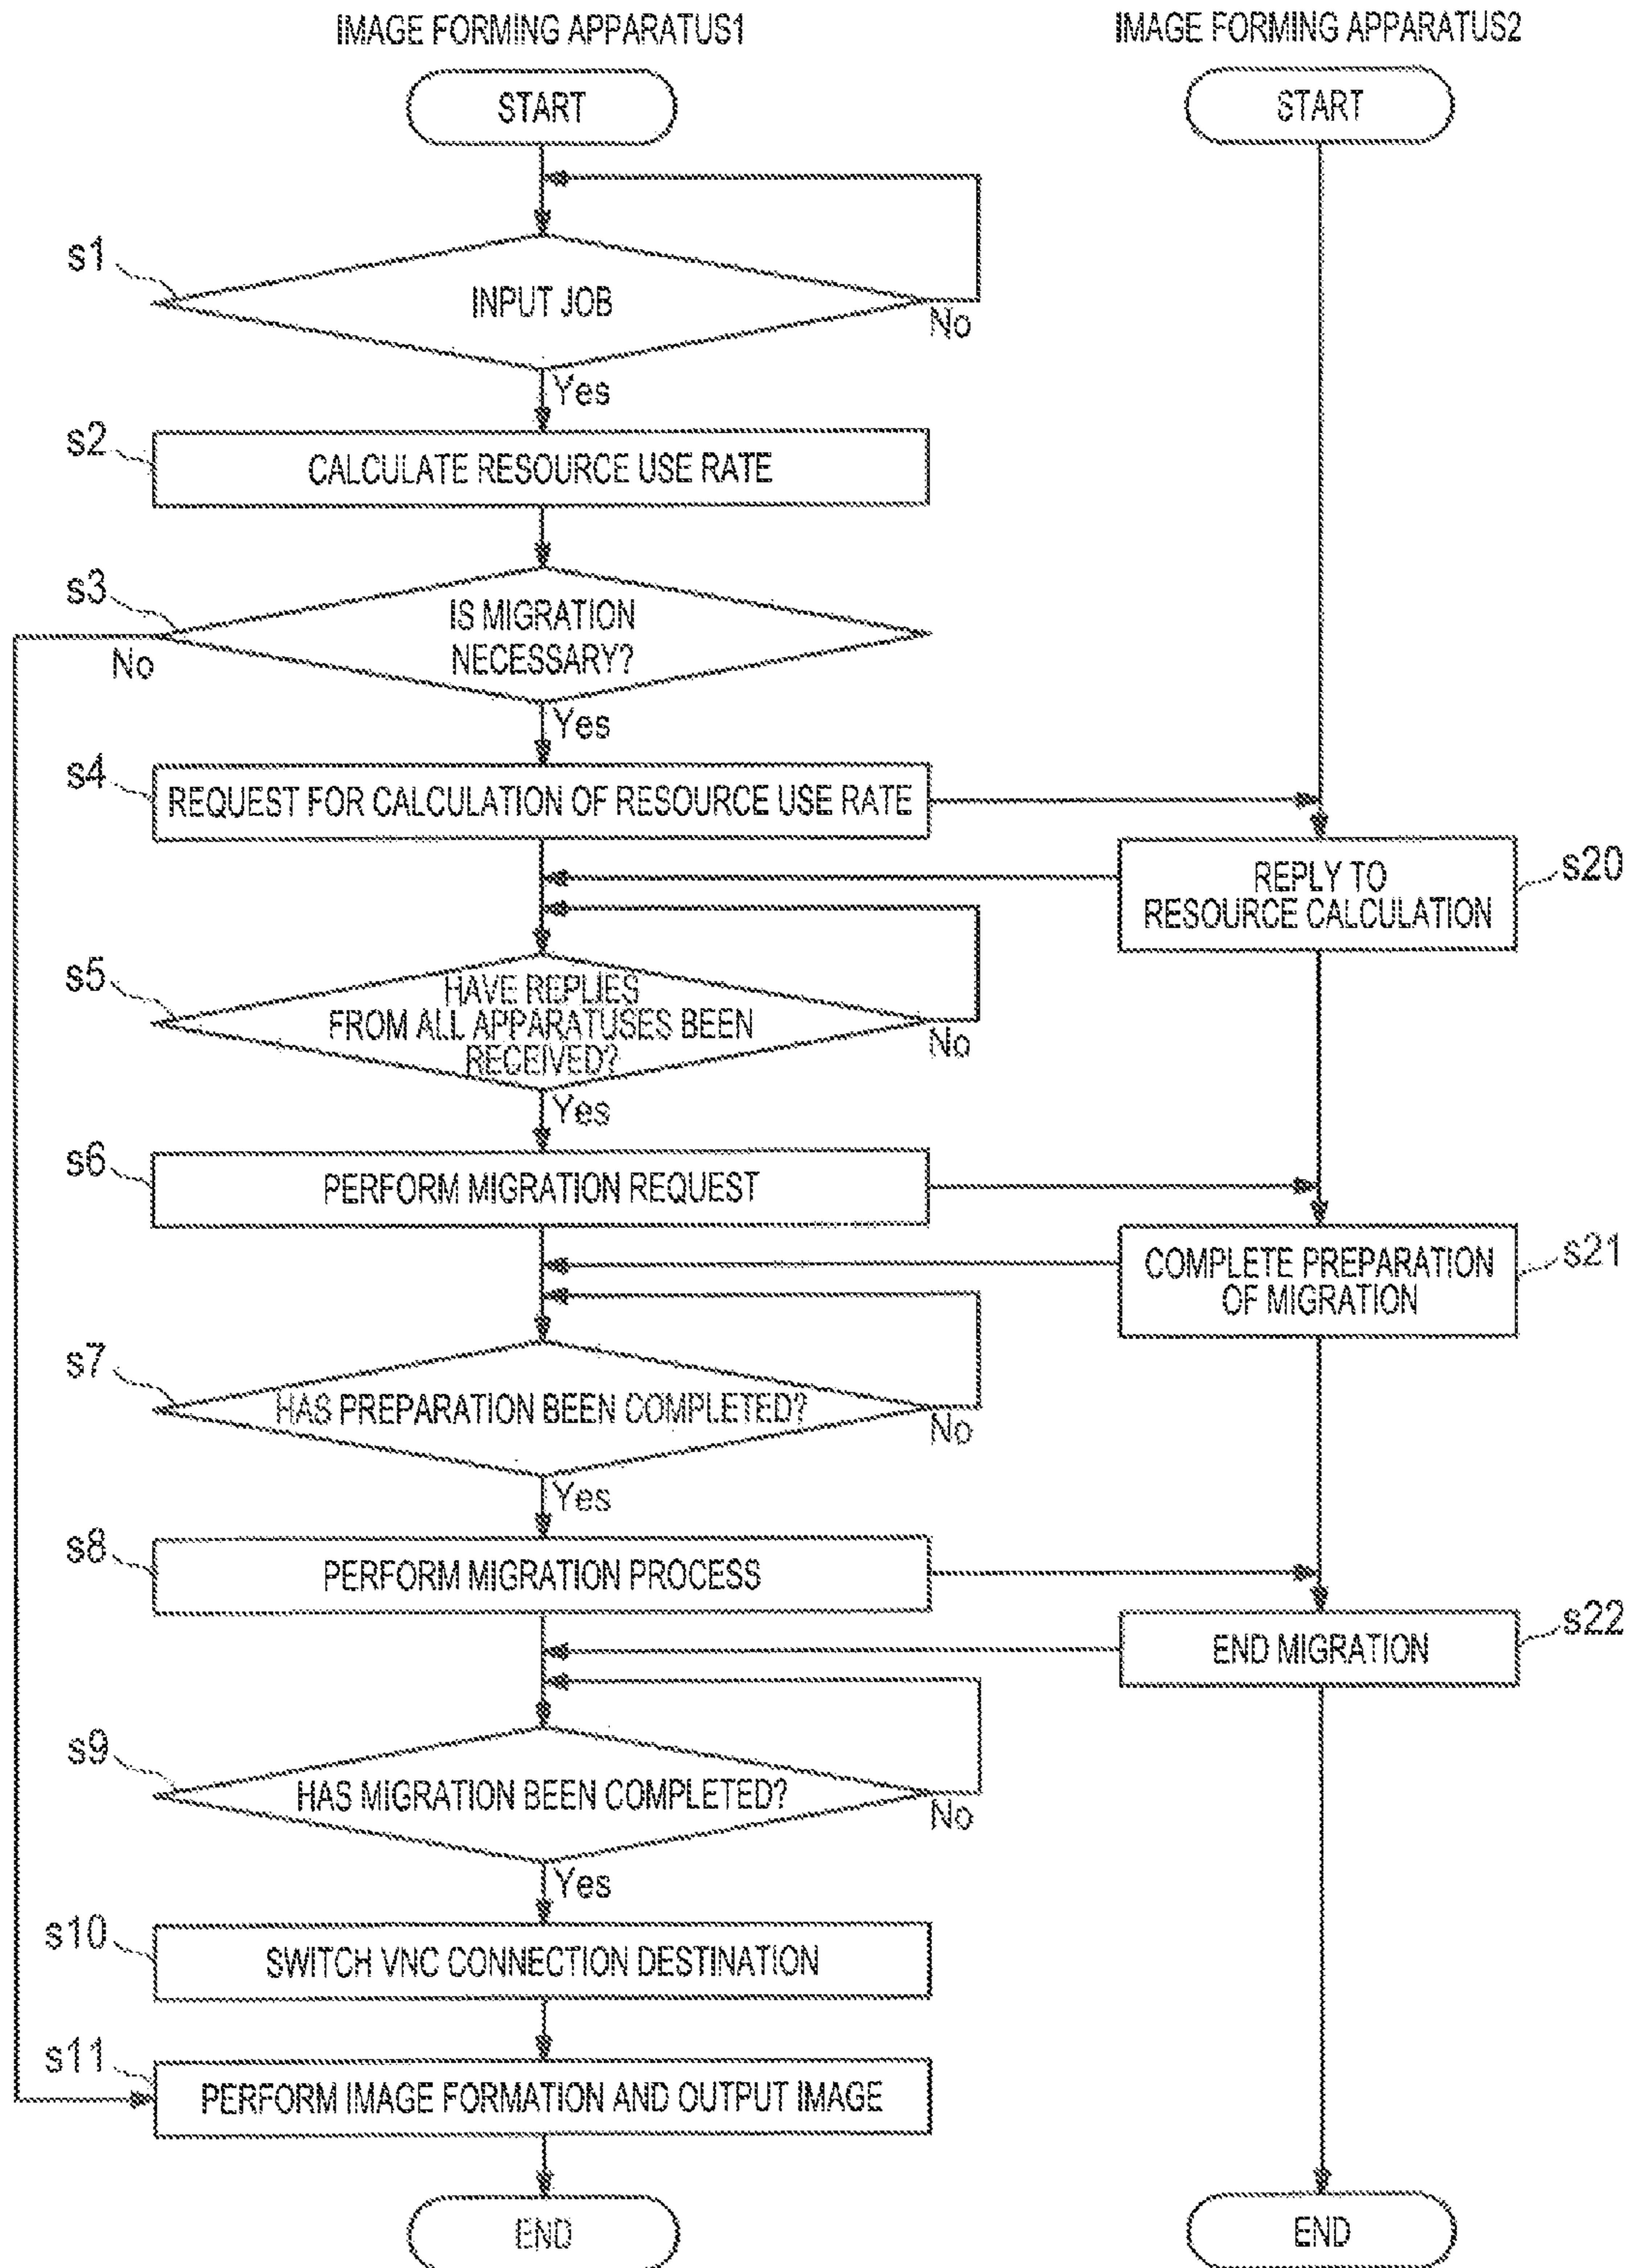 IMAGE FORMING APPARATUS1
IMAGE FORMING APPARATUS2
START
START
s1
INPUT JOB
No
Yes
s2
CALCULATE RESOURCE USE RATE
s3
IS MIGRATION
NECESSARY?
No
Yes
s4
REQUEST FOR CALCULATION OF RESOURCE USE RATE
REPLY TO
RESOURCE CALCULATION
s20
s5
HAVE REPLIES
FROM ALL APPARATUSES BEEN
RECEIVED?
No
Yes
s6
PERFORM MIGRATION REQUEST
COMPLETE PREPARATION
OF MIGRATION
s21
s7
HAS PREPARATION BEEN COMPLETED?
No
Yes
s8
PERFORM MIGRATION PROCESS
END MIGRATION
s22
s9
HAS MIGRATION BEEN COMPLETED?
No
Yes
s10
SWITCH VNC CONNECTION DESTINATION
s11
PERFORM IMAGE FORMATION AND OUTPUT IMAGE
END
END